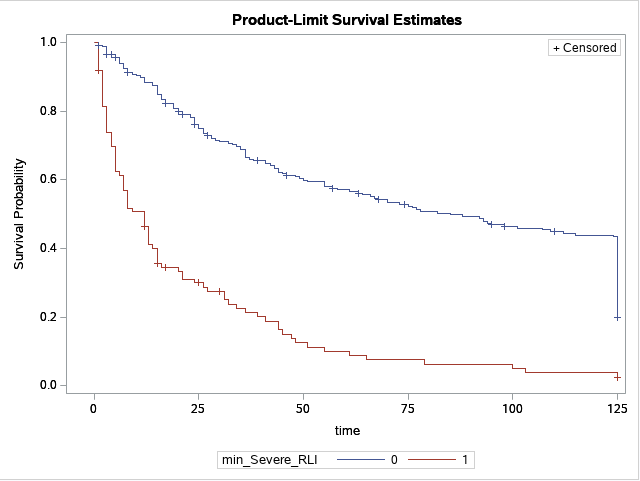 Product-Limit Survival Estimates
+ Censored
1.0
0.8
0.6
0.4
0.2
0.0
Survival Probability
0 25 50 75 100 125
time
min_Severe_RLI 0 1